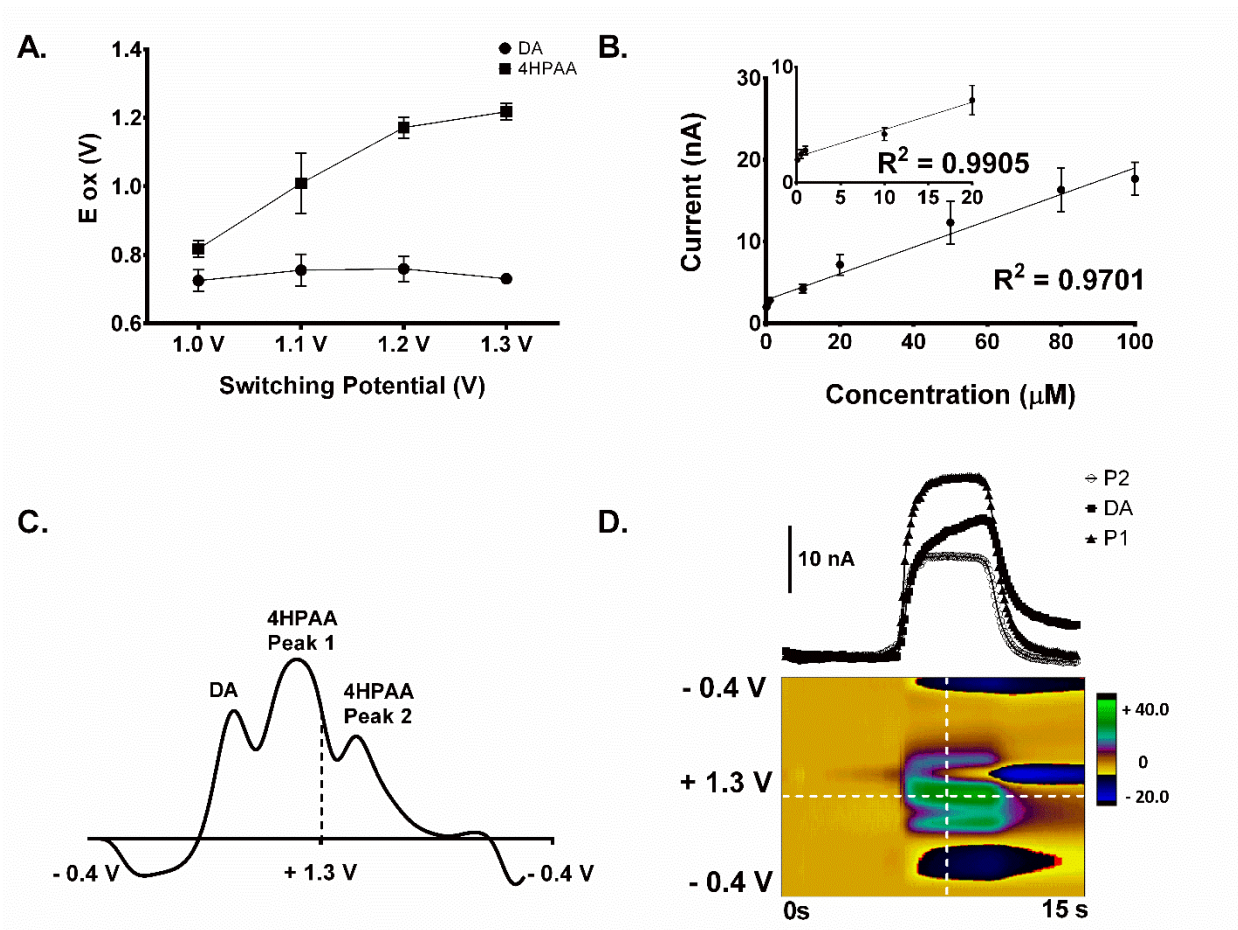 A.
DA
4HPAA
1.4
1.2
1.0
0.8
0.6
E ox (V)
1.0 V 1.1 V 1.2 V 1.3 V
Switching Potential (V)
B.
30
20
10
0
Current (nA)
10
0
0 5 10 15 20
R² = 0.9905
R² = 0.9701
0 20 40 60 80 100
Concentration (μM)
C.
DA
4HPAA
Peak 1
4HPAA
Peak 2
- 0.4 V
+ 1.3 V
- 0.4 V
D.
10 nA
P2
DA
P1
- 0.4 V
+ 1.3 V
- 0.4 V
+ 40.0
0
- 20.0
0s
15 s